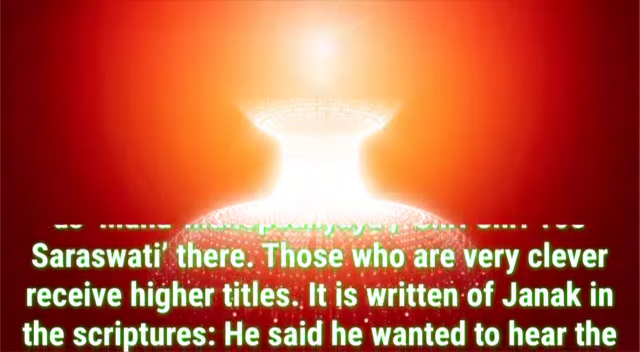 Saraswati' there. Those who are very clever
receive higher titles. It is written of Janak in
the scriptures: He said he wanted to hear the